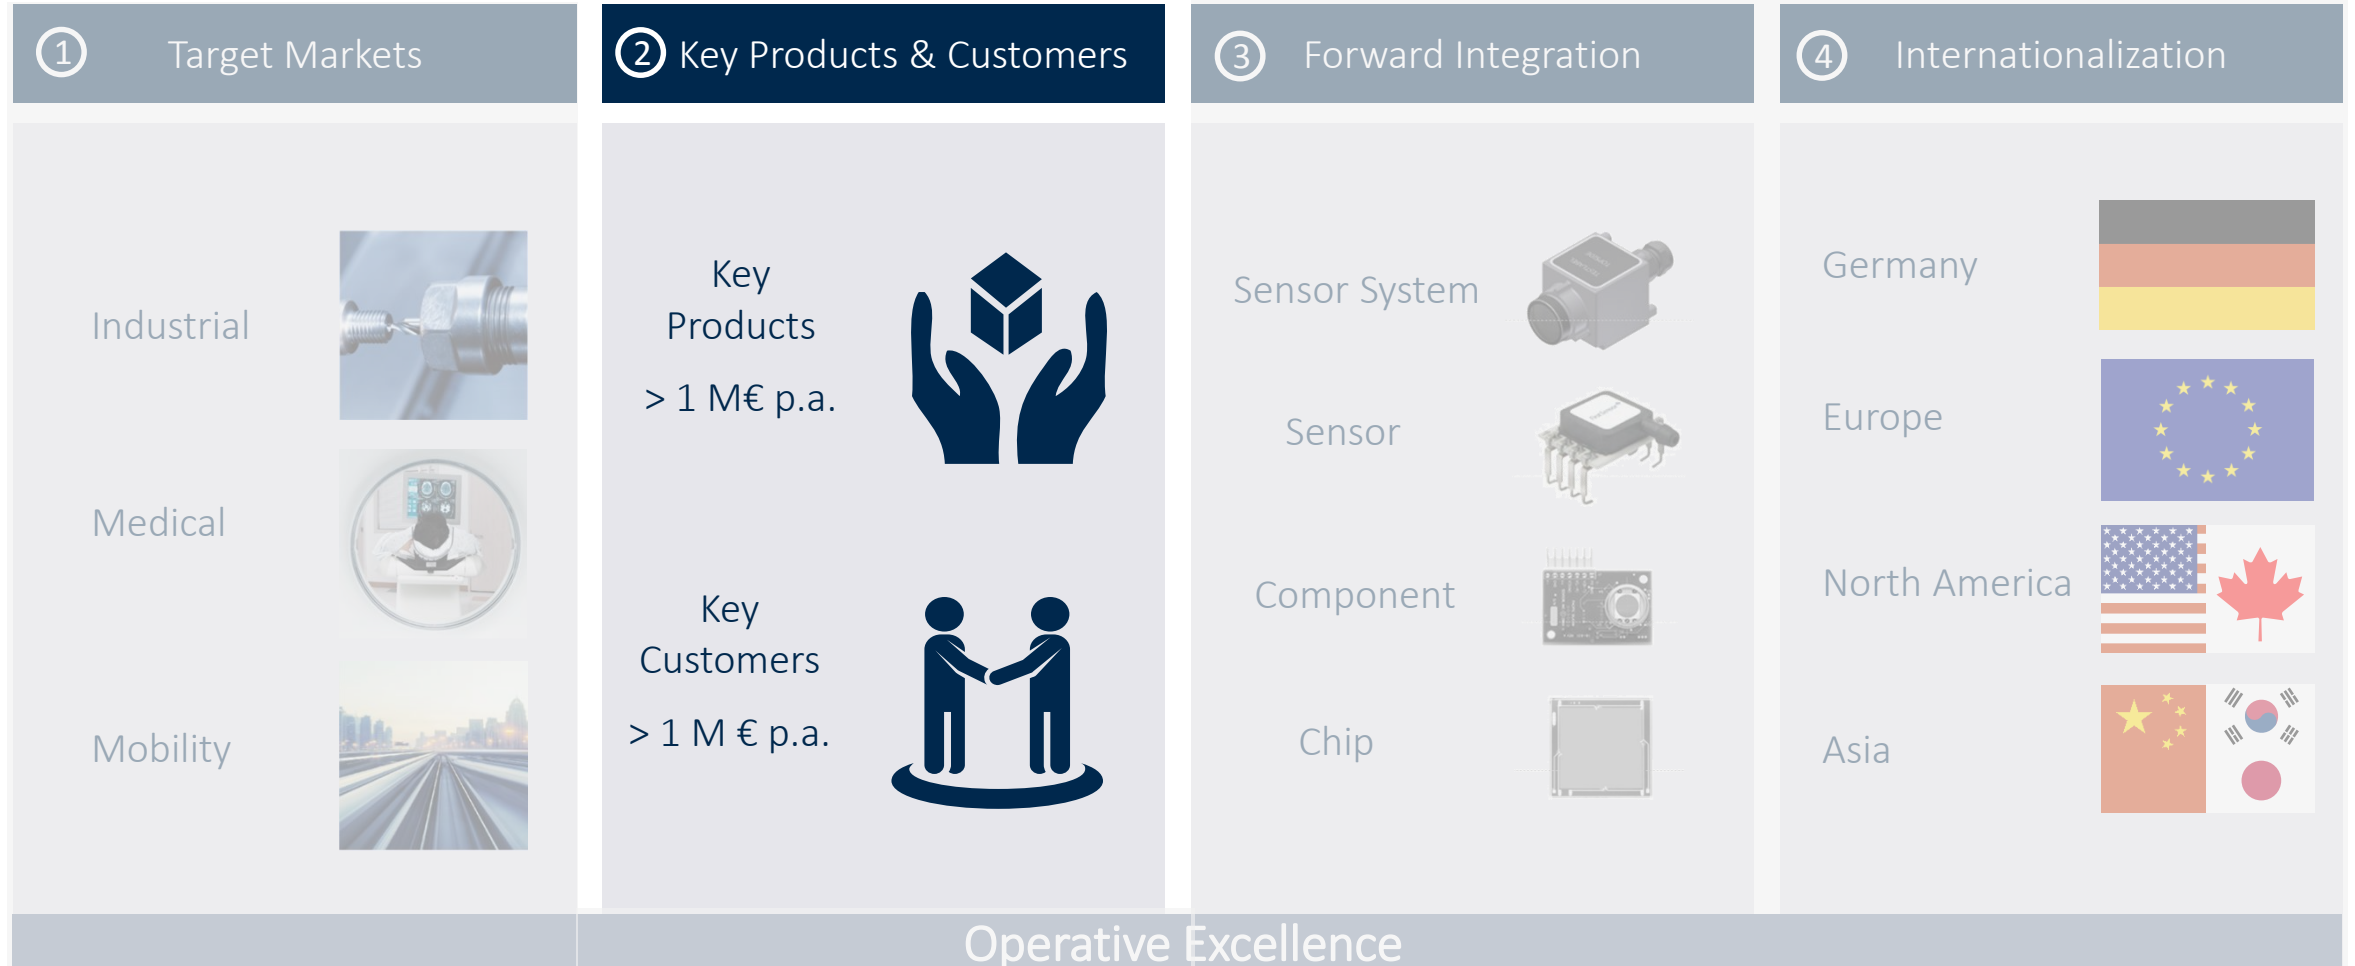 1 Target Markets
2 Key Products & Customers
3 Forward Integration
4 Internationalization
Industrial
Medical
Mobility
Key
Products
> 1 M€ p.a.
Key
Customers
> 1 M € p.a.
Sensor System
Sensor
Component
Chip
Germany
Europe
North America
Asia
Operative Excellence